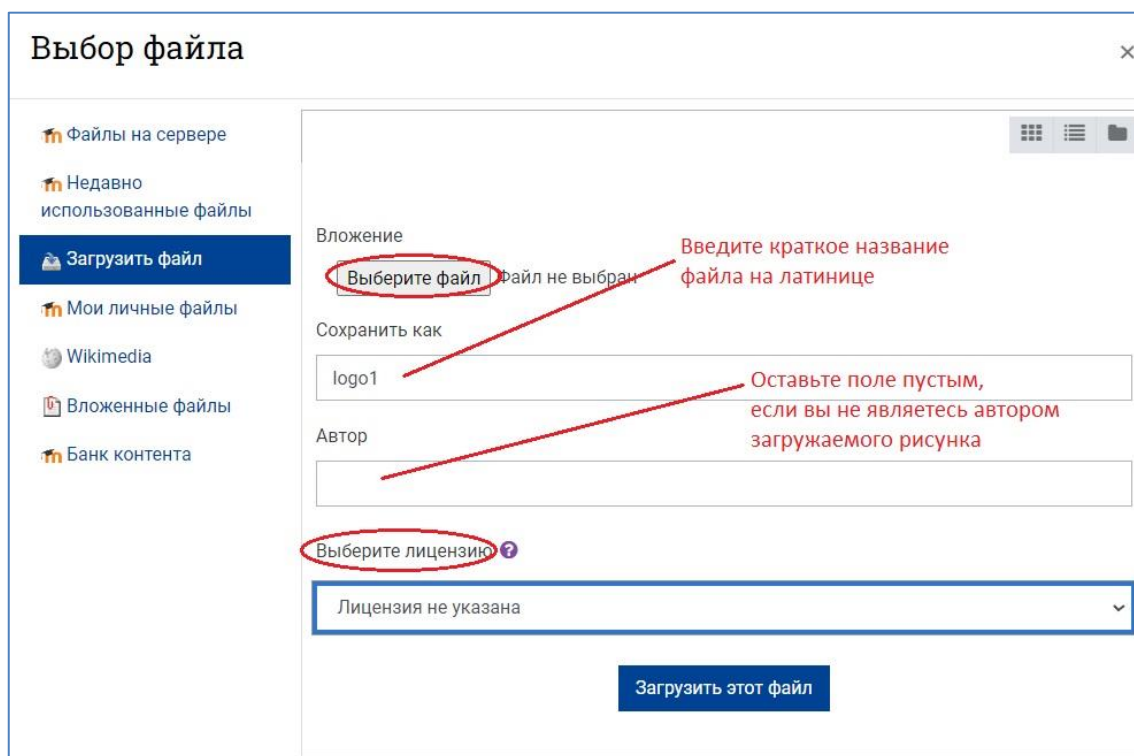 Выбор файла
Файлы на сервере
Недавно
использованные файлы
Загрузить файл
Мои личные файлы
Wikimedia
Вложенные файлы
Банк контента
Вложение
Выберите файл Файл не выбран
Введите краткое название
файла на латинице
Сохранить как
logo1
Оставьте поле пустым,
если вы не являетесь автором
загружаемого рисунка
Автор
Выберите лицензию ?
Лицензия не указана
Загрузить этот файл